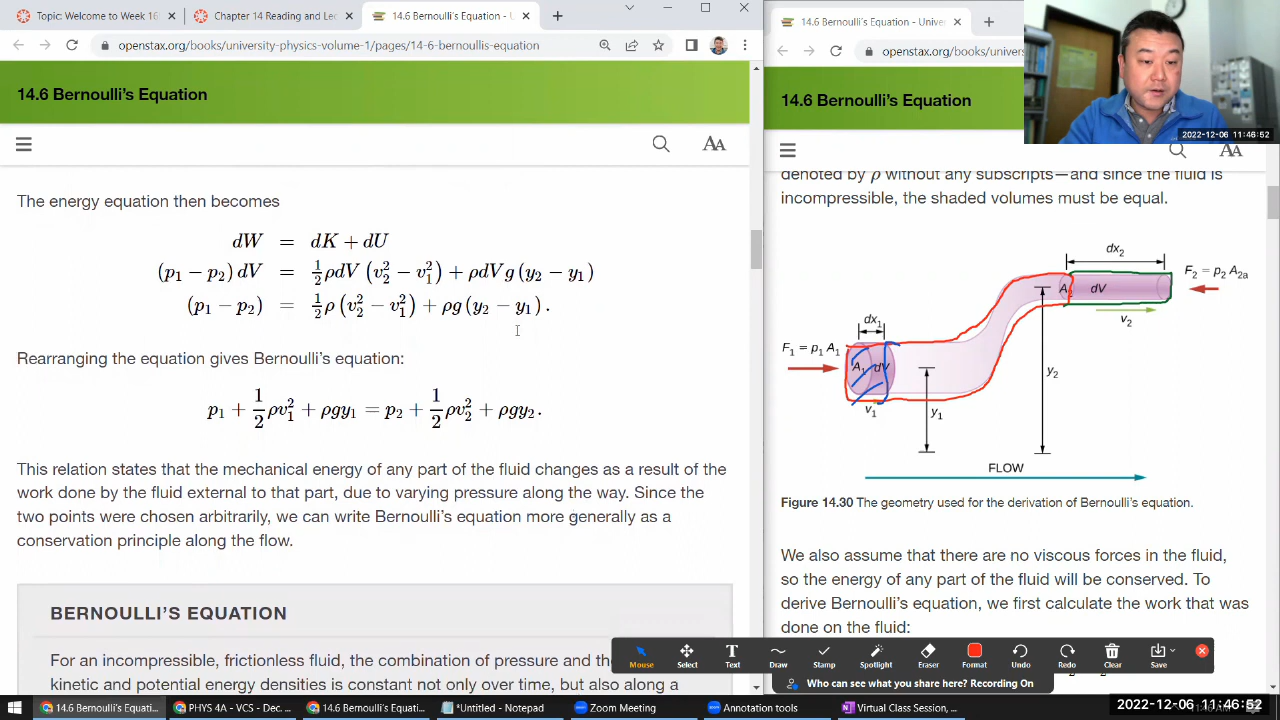 Topic Welcome to Week 16:
Chapter 14 Reading and Lec
14.6 Bernoulli's Equation - Univ
openstax.org/books/university-physics-volume-1/pages/14-6-bernoullis-equation
14.6 Bernoulli's Equation
AA
The energy equation then becomes
dW = dK + dU
(p₁ − p₂) dV = ½ρdV (v₂² − v₁²) + ρdVg (y₂ − y₁)
(p₁ − p₂) = ½ρ (v₂² − v₁²) + ρg (y₂ − y₁) .
Rearranging the equation gives Bernoulli's equation:
p₁ + ½ρv₁² + ρgy₁ = p₂ + ½ρv₂² + ρgy₂.
This relation states that the mechanical energy of any part of the fluid changes as a result of the
work done by the fluid external to that part, due to varying pressure along the way. Since the
two points were chosen arbitrarily, we can write Bernoulli's equation more generally as a
conservation principle along the flow.
BERNOULLI'S EQUATION
For an incompressible, frictionless fluid, the combination of pressure and the
kinetic and potential energy densities is constant not only over time, but also along a
14.6 Bernoulli's Equation - Univer
openstax.org/books/univers
14.6 Bernoulli's Equation
2022-12-06 11:46:52
AA
denoted by ρ without any subscripts—and since the fluid is
incompressible, the shaded volumes must be equal.
dx₂
A₂ dV
F₂ = p₂ A₂ₐ
v₂
dx₁
F₁ = p₁ A₁
A₁ dV
v₁
y₁
y₂
FLOW
Figure 14.30 The geometry used for the derivation of Bernoulli's equation.
We also assume that there are no viscous forces in the fluid,
so the energy of any part of the fluid will be conserved. To
derive Bernoulli's equation, we first calculate the work that was
done on the fluid:
Mouse Select Text Draw Stamp Spotlight Eraser Format Undo Redo Clear Save
Who can see what you share here? Recording On
14.6 Bernoulli's Equati... PHYS 4A - VCS - Dec ... 14.6 Bernoulli's Equati... *Untitled - Notepad Zoom Meeting Annotation tools Virtual Class Session, ...
2022-12-06 11:46:52